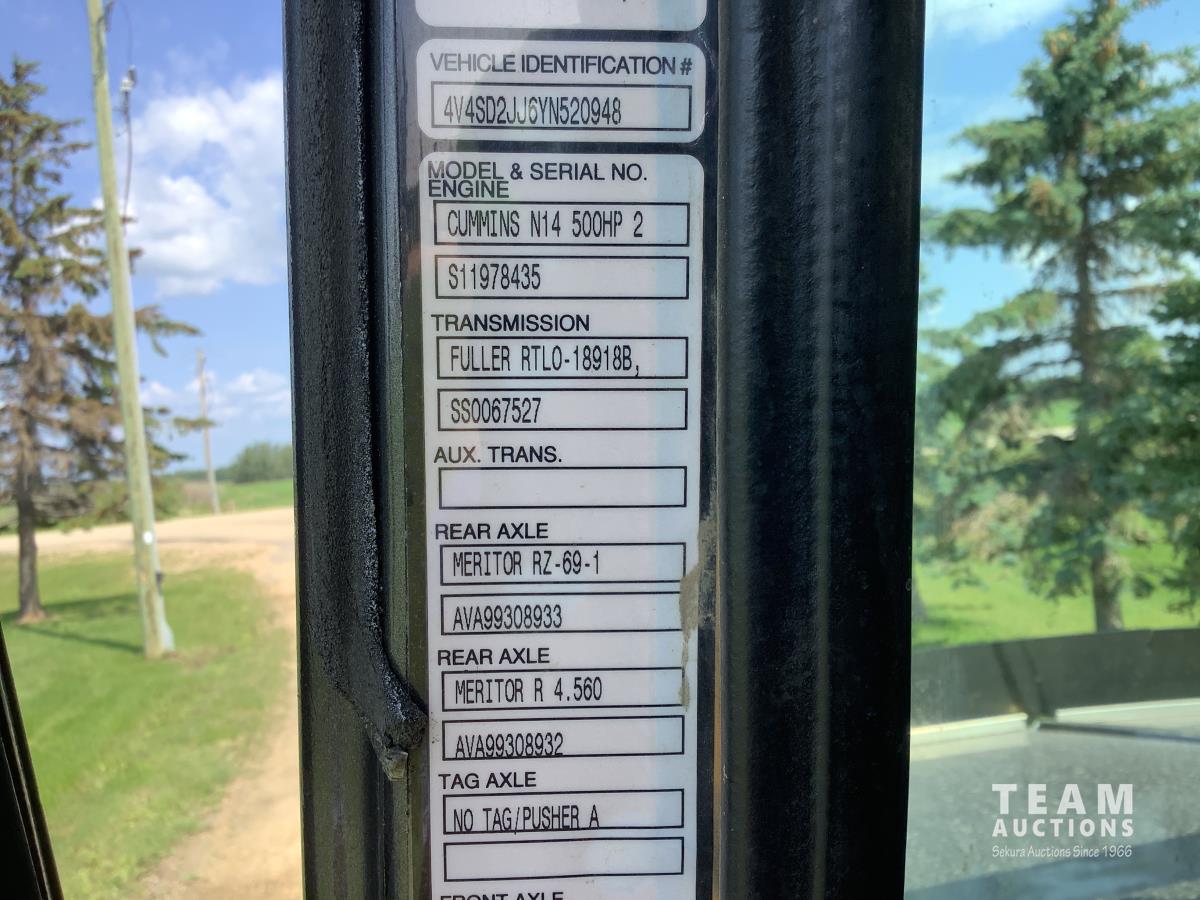 VEHICLE IDENTIFICATION #
4V4SD2JJ6YN520948
MODEL & SERIAL NO.
ENGINE
CUMMINS N14 500HP 2
S11978435
TRANSMISSION
FULLER RTLO-18918B,
SS0067527
AUX. TRANS.
REAR AXLE
MERITOR RZ-69-1
AVA99308933
REAR AXLE
MERITOR R 4.560
AVA99308932
TAG AXLE
NO TAG/PUSHER A
FRONT AXLE
TEAM
AUCTIONS
Sekura Auctions Since 1966